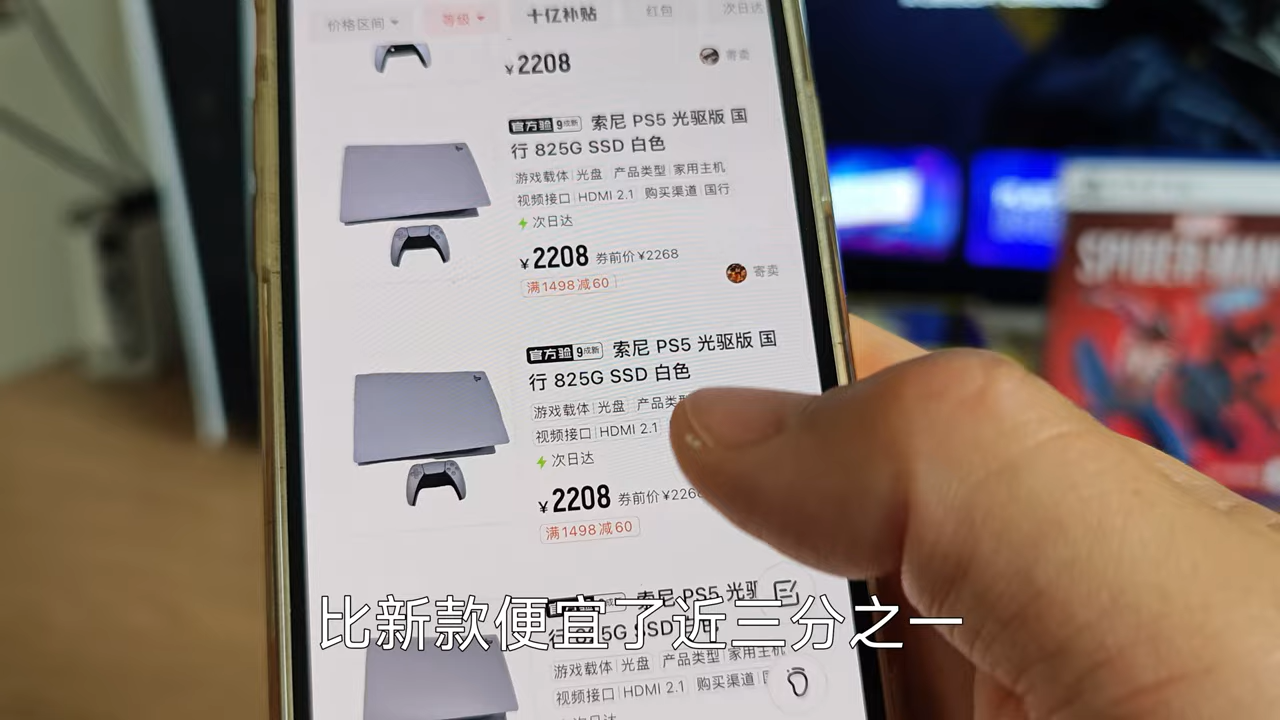 价格区间
等级
十亿补贴
红包
次日达
¥2208
寄卖
官方验 9成新 索尼 PS5 光驱版 国
行 825G SSD 白色
游戏载体 光盘 产品类型 家用主机
视频接口 HDMI 2.1 购买渠道 国行
次日达
¥2208 券前价¥2268
满1498减60
寄卖
官方验 9成新 索尼 PS5 光驱版 国
行 825G SSD 白色
游戏载体 光盘 产品类
视频接口 HDMI 2.1
次日达
¥2208 券前价¥226
满1498减60
索尼 PS5 光驱
比新款便宜了近三分之一
游戏载体 光盘 产品类型 家用主机
视频接口 HDMI 2.1 购买渠道
SPIDER-MAN